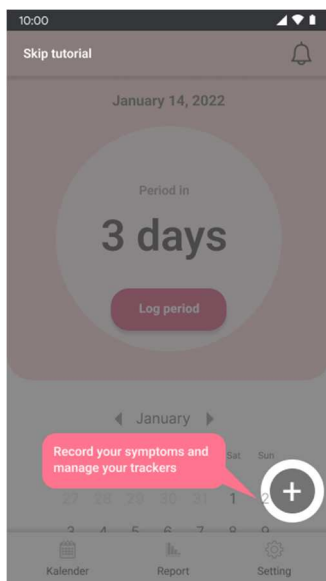 10:00
Skip tutorial
January 14, 2022
Period in
3 days
Log period
January
Record your symptoms and
manage your trackers
Sat Sun
27 28 29 30 31 1 2
3 4 5 6 7 8 9
Kalender Report Setting